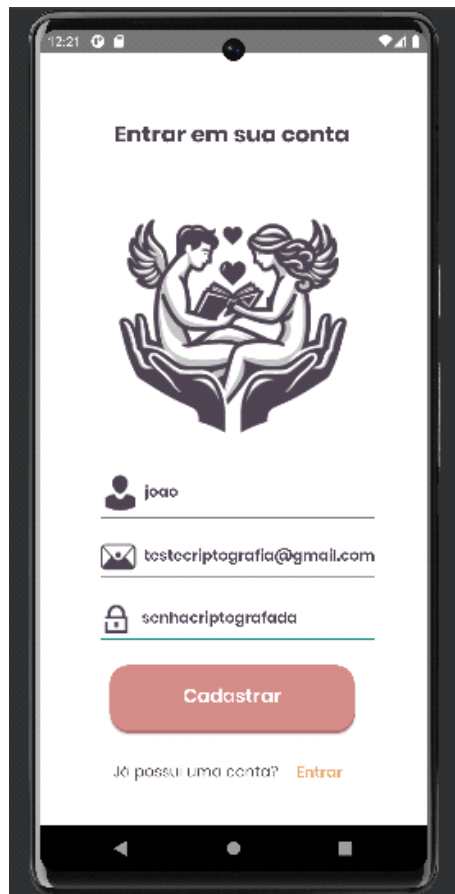 12:21
Entrar em sua conta
joao
testecriptografia@gmail.com
senhacriptografada
Cadastrar
Já possui uma conta? Entrar